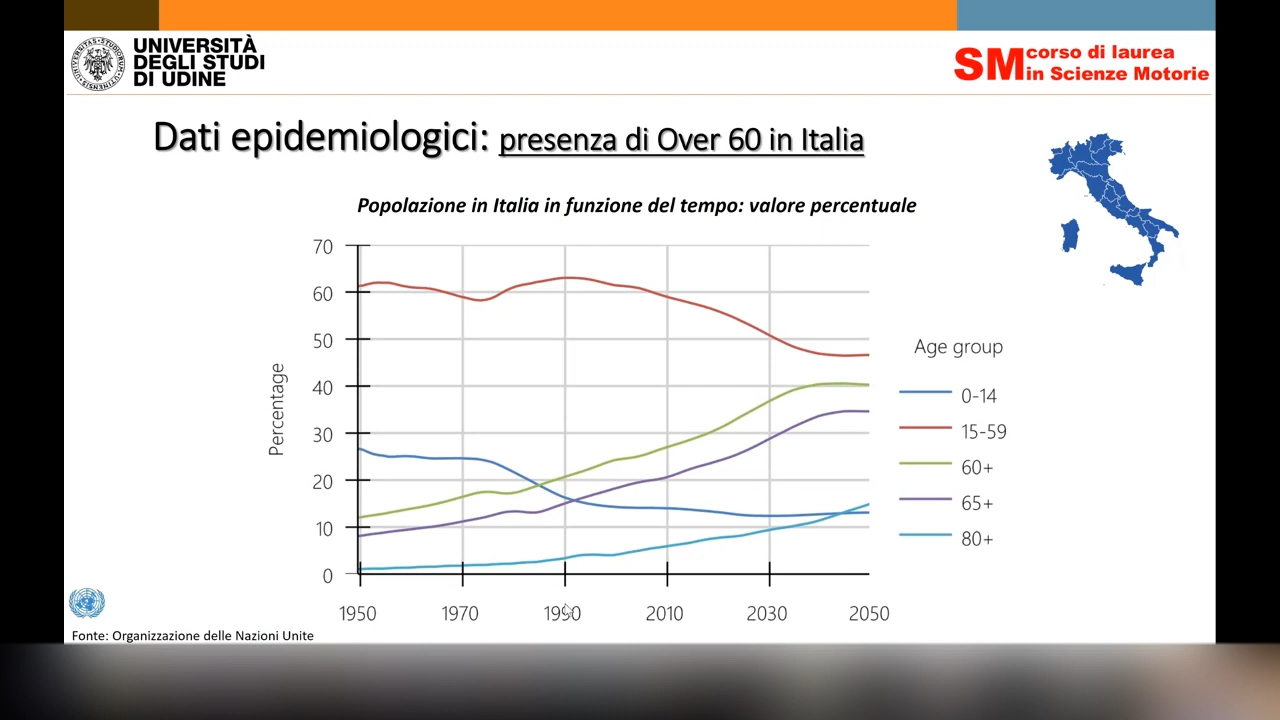 UNIVERSITÀ
DEGLI STUDI
DI UDINE
SM corso di laurea
in Scienze Motorie
Dati epidemiologici: presenza di Over 60 in Italia
Popolazione in Italia in funzione del tempo: valore percentuale
Percentage
70
60
50
40
30
20
10
0
1950 1970 1990 2010 2030 2050
Age group
0-14
15-59
60+
65+
80+
Fonte: Organizzazione delle Nazioni Unite